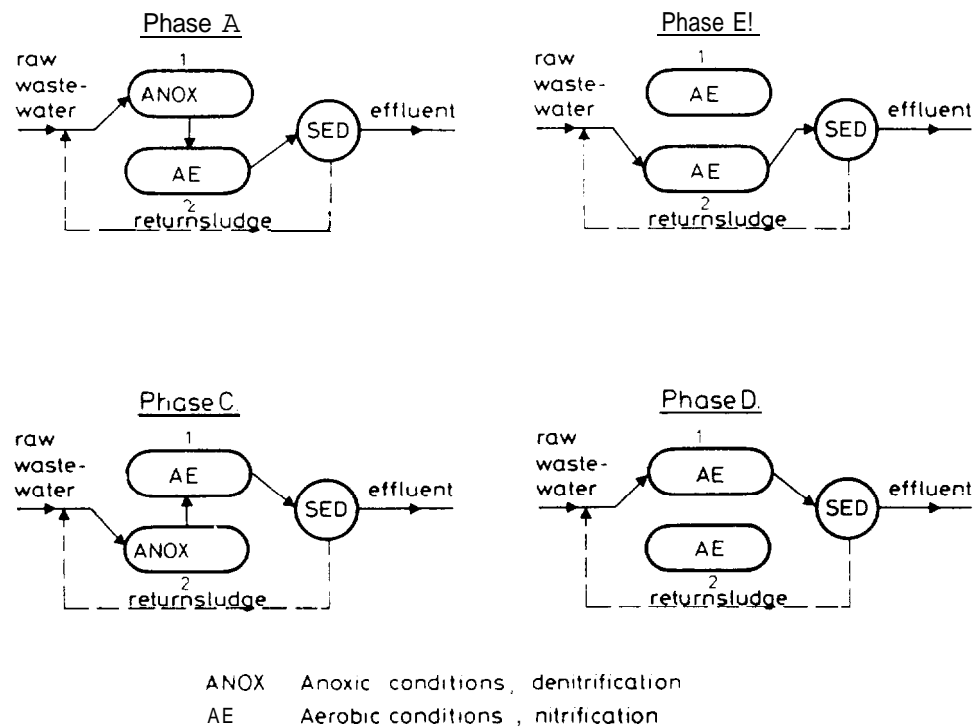 Phase A
raw
waste-
water
1
ANOX
AE
2
SED
effluent
returnsludge
Phase E!
raw
waste-
water
1
AE
AE
2
SED
effluent
returnsludge
Phase C.
raw
waste-
water
1
AE
ANOX
2
SED
effluent
returnsludge
Phase D.
raw
waste-
water
1
AE
AE
2
SED
effluent
returnsludge
ANOX Anoxic conditions, denitrification
AE Aerobic conditions, nitrification